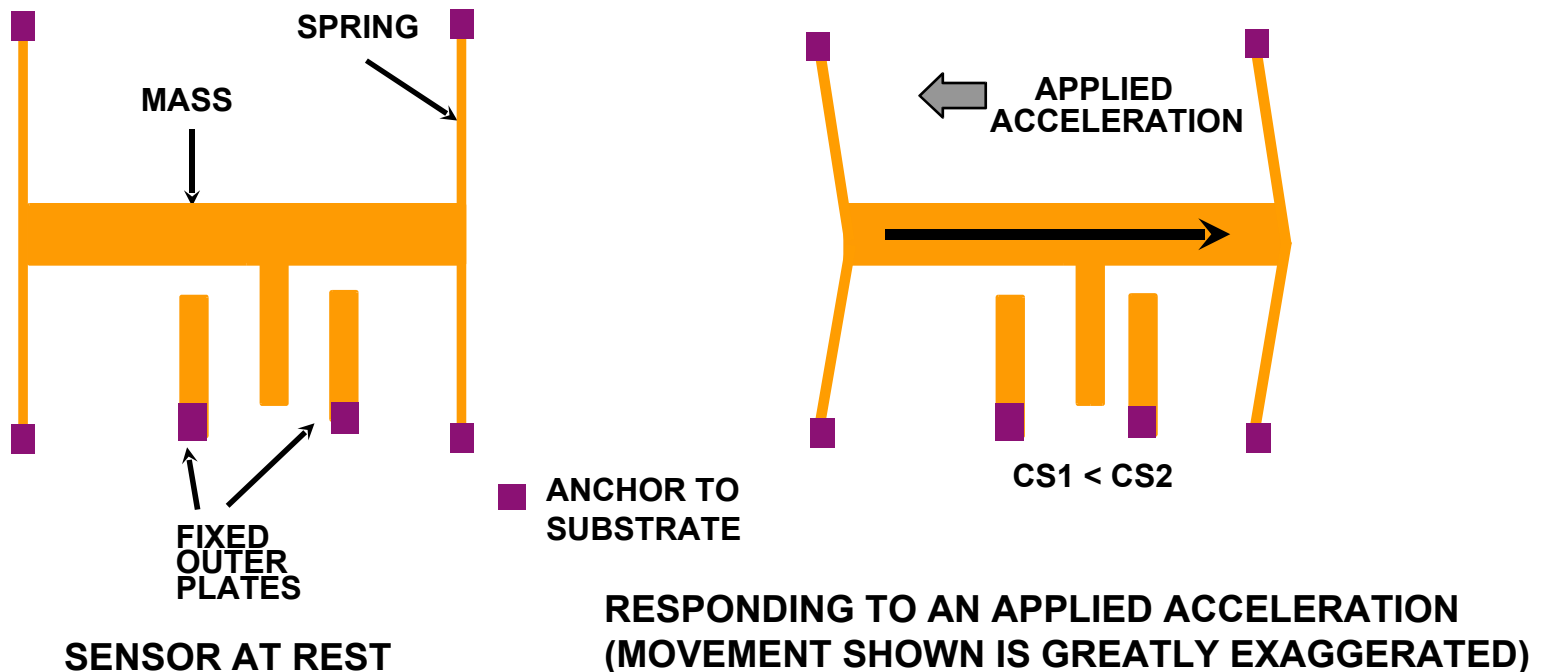 SPRING
MASS
FIXED
OUTER
PLATES
SENSOR AT REST
ANCHOR TO
SUBSTRATE
APPLIED
ACCELERATION
CS1 < CS2
RESPONDING TO AN APPLIED ACCELERATION
(MOVEMENT SHOWN IS GREATLY EXAGGERATED)